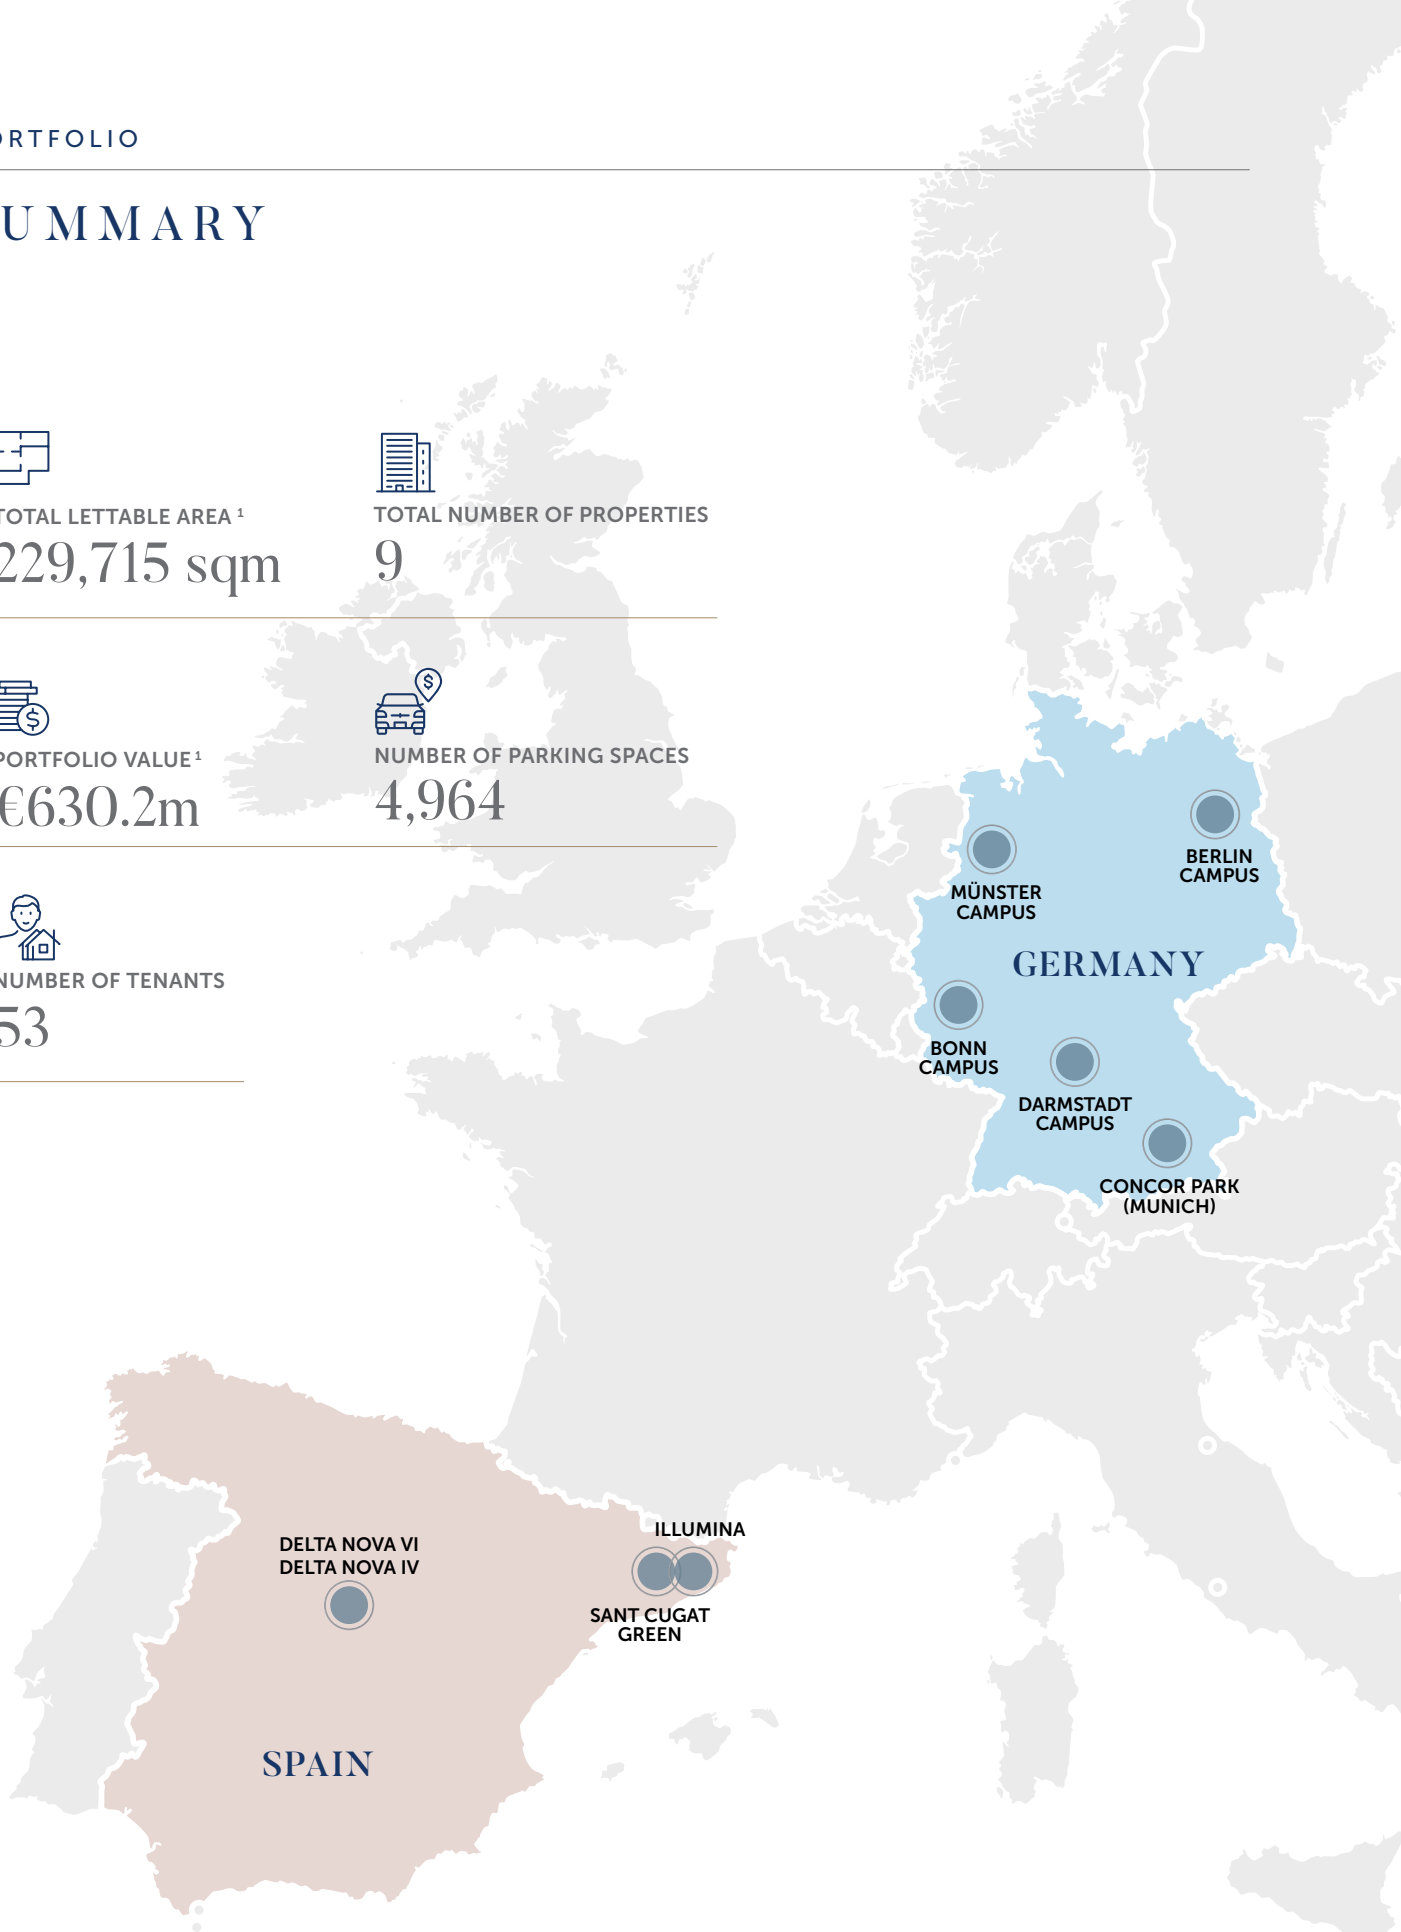 ORTFOLIO
UMMARY
TOTAL LETTABLE AREA 1
229,715 sqm
TOTAL NUMBER OF PROPERTIES
9
PORTFOLIO VALUE 1
€630.2m
NUMBER OF PARKING SPACES
4,964
NUMBER OF TENANTS
53
BERLIN
CAMPUS
MÜNSTER
CAMPUS
GERMANY
BONN
CAMPUS
DARMSTADT
CAMPUS
CONCOR PARK
(MUNICH)
ILLUMINA
DELTA NOVA VI
DELTA NOVA IV
SANT CUGAT
GREEN
SPAIN